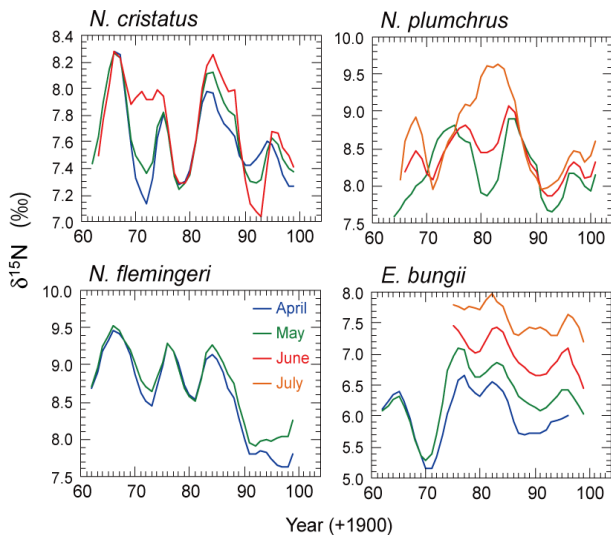 N. cristatus
N. plumchrus
8.4
8.2
8.0
7.8
7.6
7.4
7.2
7.0
60 70 80 90 100
10.0
9.5
9.0
8.5
8.0
7.5
60 70 80 90 100
δ¹⁵N (‰)
N. flemingeri
E. bungii
10.0
9.5
9.0
8.5
8.0
7.5
April
May
June
July
60 70 80 90 100
8.0
7.5
7.0
6.5
6.0
5.5
5.0
60 70 80 90 100
Year (+1900)